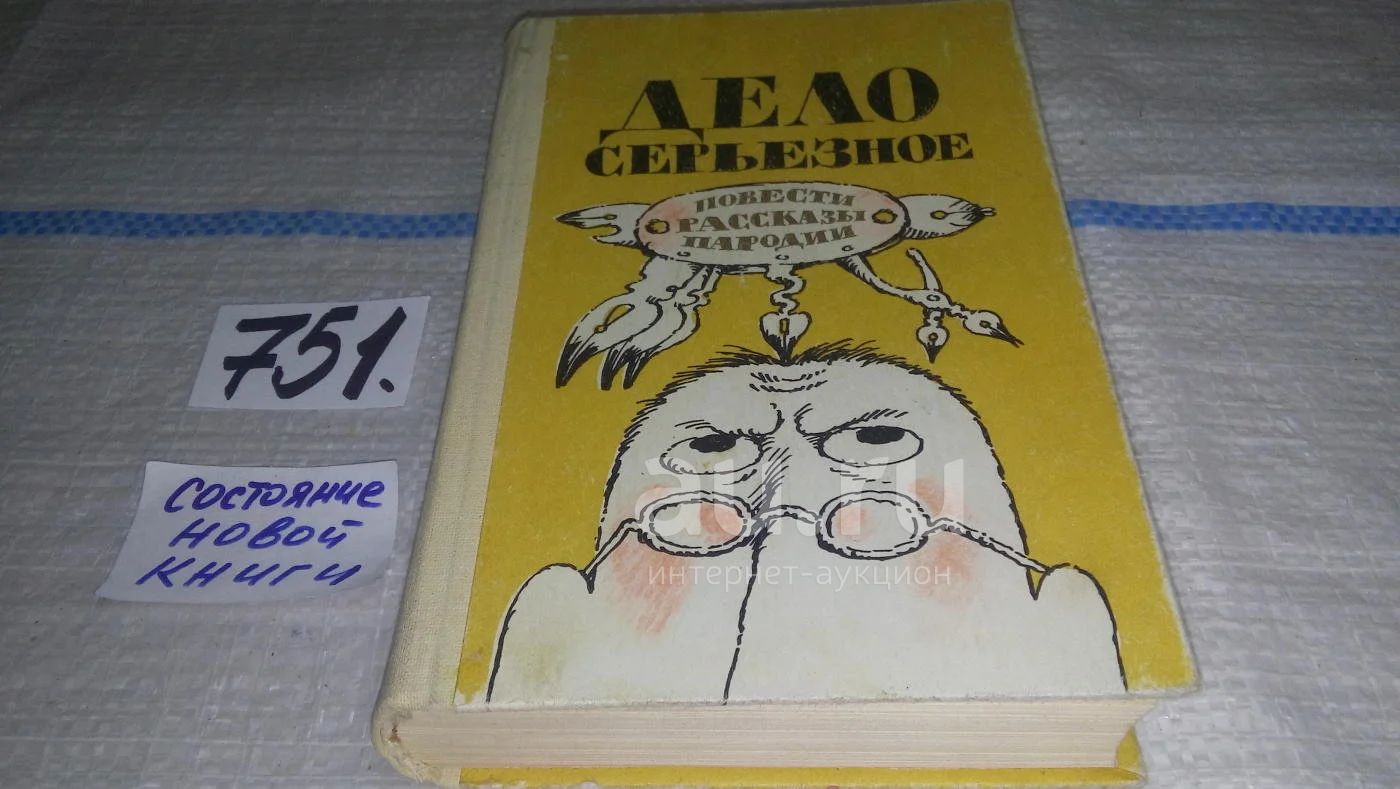 ДЕЛО
СЕРЬЕЗНОЕ
ПОВЕСТИ
РАССКАЗЫ
ПАРОДИИ
751.
СОСТОЯНИЕ
НОВОЙ
КНИГИ
au.ru
интернет-аукцион